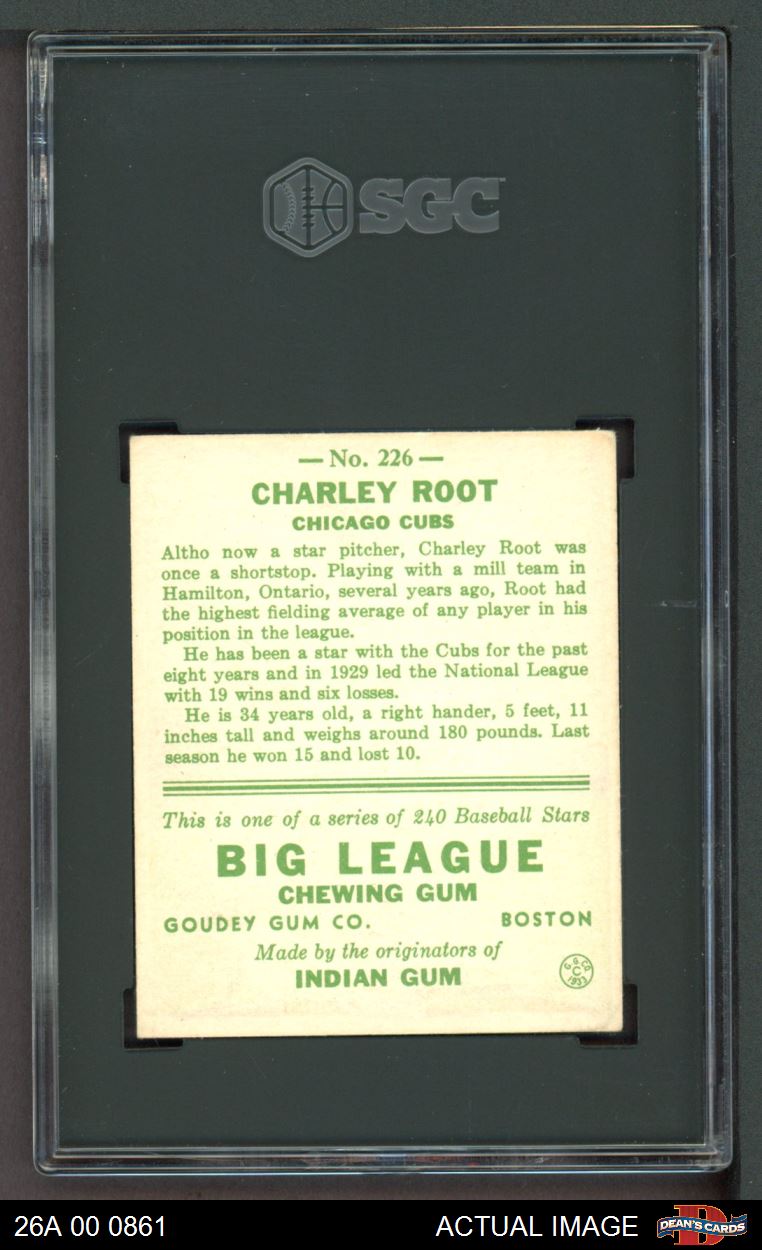 SGC
— No. 226 —
CHARLEY ROOT
CHICAGO CUBS
Altho now a star pitcher, Charley Root was
once a shortstop. Playing with a mill team in
Hamilton, Ontario, several years ago, Root had
the highest fielding average of any player in his
position in the league.
He has been a star with the Cubs for the past
eight years and in 1929 led the National League
with 19 wins and six losses.
He is 34 years old, a right hander, 5 feet, 11
inches tall and weighs around 180 pounds. Last
season he won 15 and lost 10.
This is one of a series of 240 Baseball Stars
BIG LEAGUE
CHEWING GUM
GOUDEY GUM CO. BOSTON
Made by the originators of
INDIAN GUM
G.G.CO.
C
1933
26A 00 0861 ACTUAL IMAGE DEAN'S CARDS